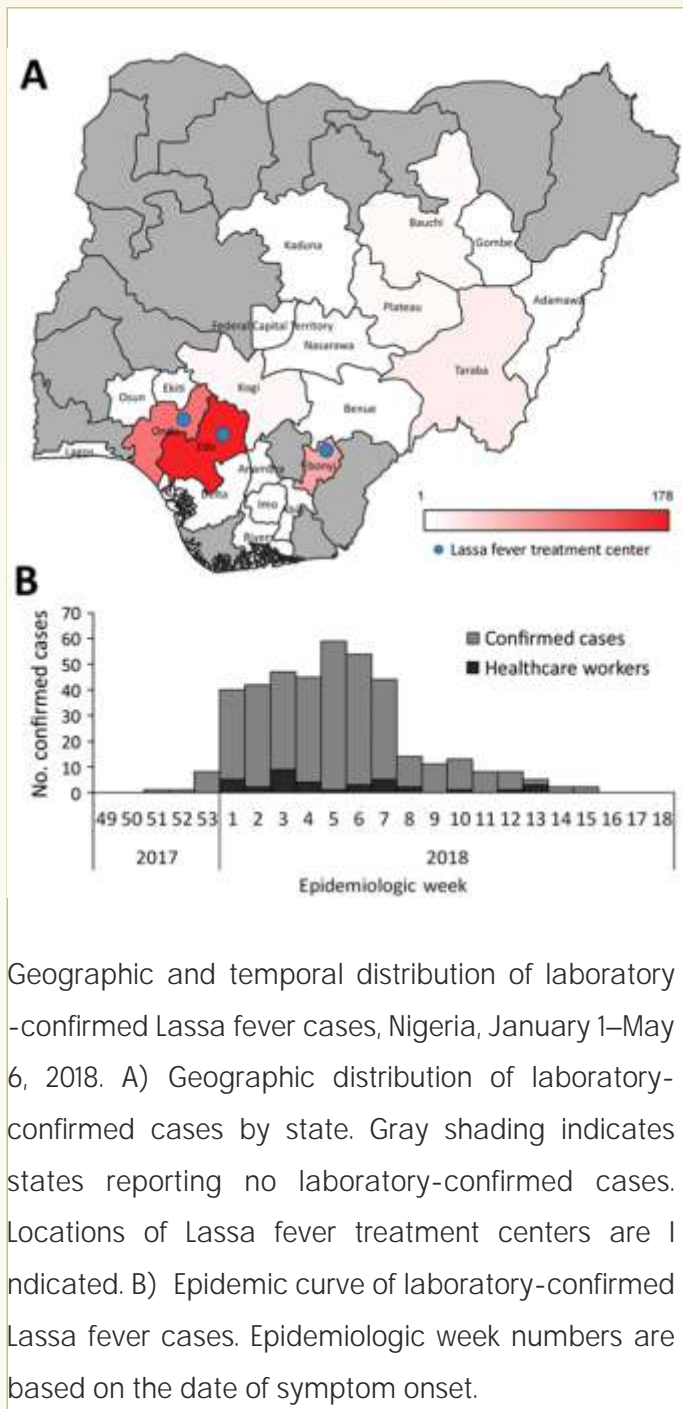 A
Bauchi
Kaduna
Gombe
Adamawa
Plateau
Federal Capital Territory
Nasarawa
Taraba
Kogi
Ekiti
Osun
Benue
Lagos
Delta
Imo
1 178
Lassa fever treatment center
B
70
60
50
40
30
20
10
0
No. confirmed cases
Confirmed cases
Healthcare workers
49 50 51 52 53 1 2 3 4 5 6 7 8 9 10 11 12 13 14 15 16 17 18
2017 2018
Epidemiologic week
Geographic and temporal distribution of laboratory
-confirmed Lassa fever cases, Nigeria, January 1–May
6, 2018. A) Geographic distribution of laboratory-
confirmed cases by state. Gray shading indicates
states reporting no laboratory-confirmed cases.
Locations of Lassa fever treatment centers are I
ndicated. B) Epidemic curve of laboratory-confirmed
Lassa fever cases. Epidemiologic week numbers are
based on the date of symptom onset.